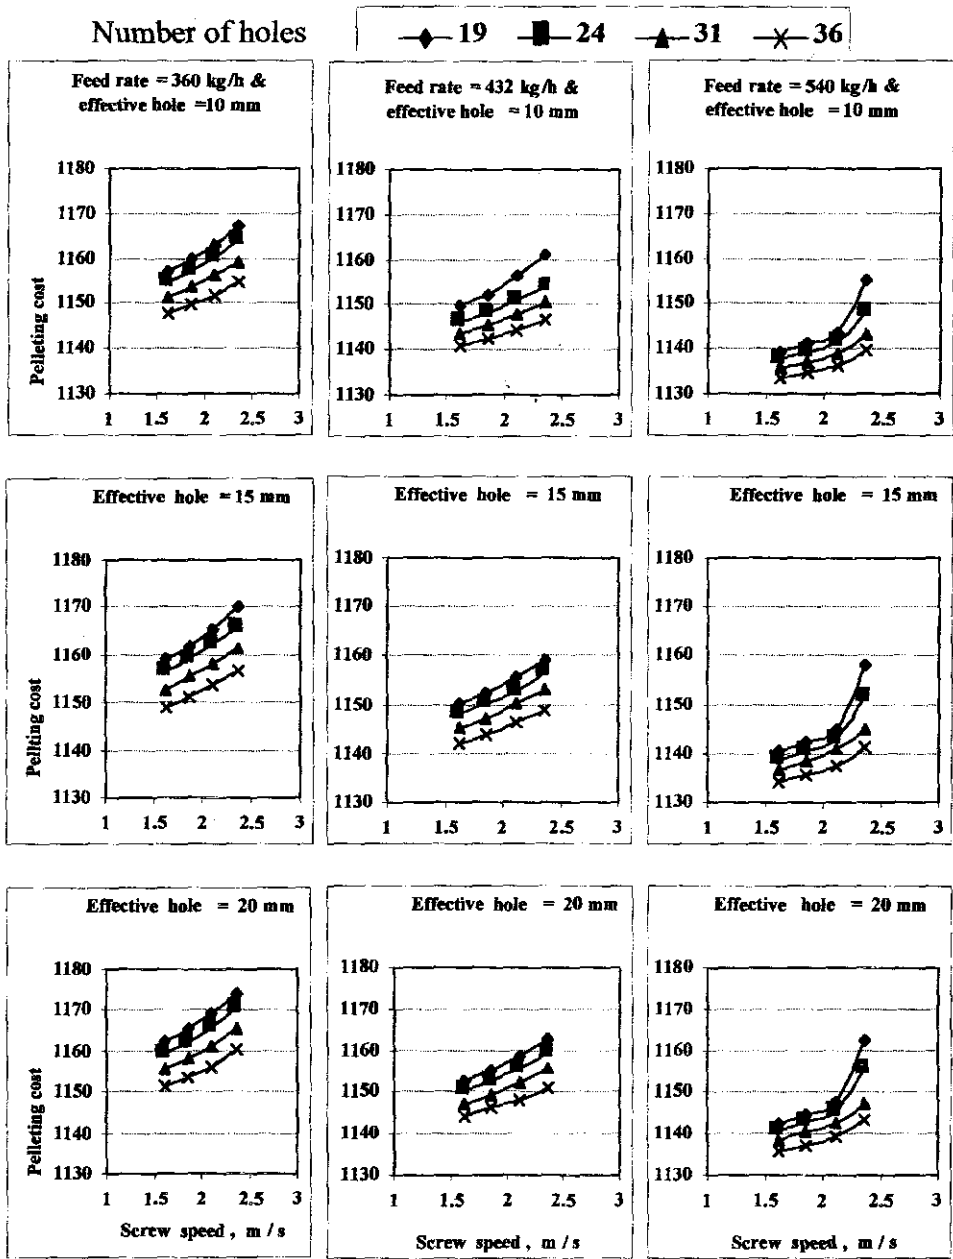 Number of holes
19 24 31 36
Feed rate = 360 kg/h &
effective hole =10 mm
1180
1170
1160
1150
1140
1130
1 1.5 2 2.5 3
Pelleting cost
Feed rate = 432 kg/h &
effective hole = 10 mm
1180
1170
1160
1150
1140
1130
1 1.5 2 2.5 3
Feed rate = 540 kg/h &
effective hole = 10 mm
1180
1170
1160
1150
1140
1130
1 1.5 2 2.5 3
Effective hole = 15 mm
1180
1170
1160
1150
1140
1130
1 1.5 2 2.5 3
Pellting cost
Effective hole = 15 mm
1180
1170
1160
1150
1140
1130
1 1.5 2 2.5 3
Effective hole = 15 mm
1180
1170
1160
1150
1140
1130
1 1.5 2 2.5 3
Effective hole = 20 mm
1180
1170
1160
1150
1140
1130
1 1.5 2 2.5 3
Pelleting cost
Screw speed , m / s
Effective hole = 20 mm
1180
1170
1160
1150
1140
1130
1 1.5 2 2.5 3
Screw speed , m / s
Effective hole = 20 mm
1180
1170
1160
1150
1140
1130
1 1.5 2 2.5 3
Screw speed , m / s